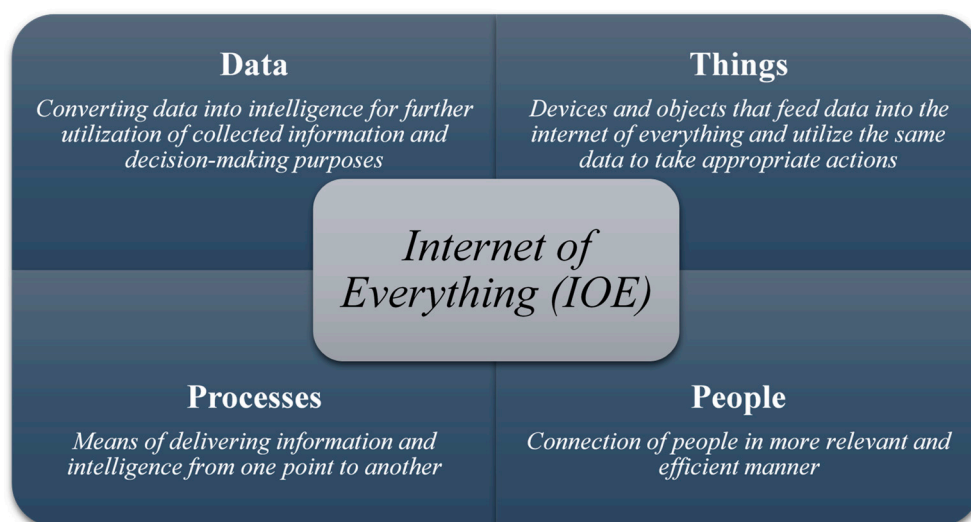 Data
Converting data into intelligence for further
utilization of collected information and
decision-making purposes
Things
Devices and objects that feed data into the
internet of everything and utilize the same
data to take appropriate actions
Internet of
Everything (IOE)
Processes
Means of delivering information and
intelligence from one point to another
People
Connection of people in more relevant and
efficient manner